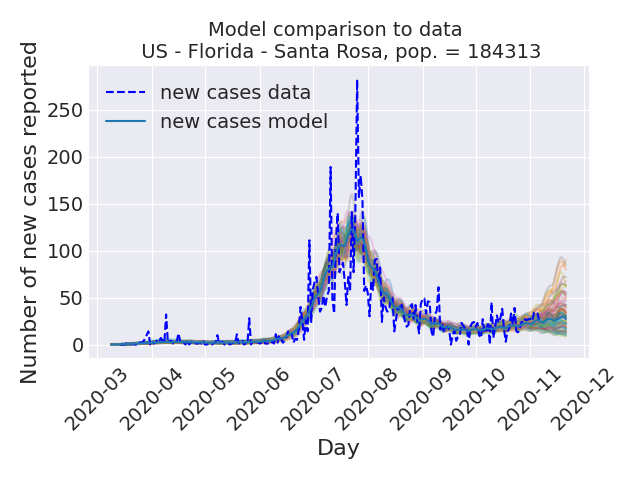 Model comparison to data
US - Florida - Santa Rosa, pop. = 184313
Number of new cases reported
250
200
150
100
50
0
new cases data
new cases model
2020-03
2020-04
2020-05
2020-06
2020-07
2020-08
2020-09
2020-10
2020-11
2020-12
Day